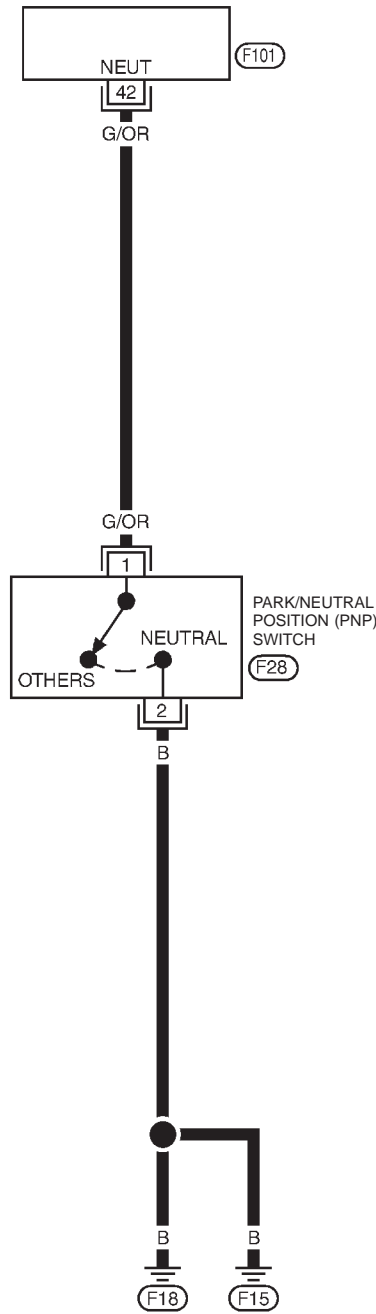 NEUT
F101
42
G/OR
G/OR
1
PARK/NEUTRAL
POSITION (PNP)
SWITCH
NEUTRAL
F28
OTHERS
2
B
B
B
F18
F15